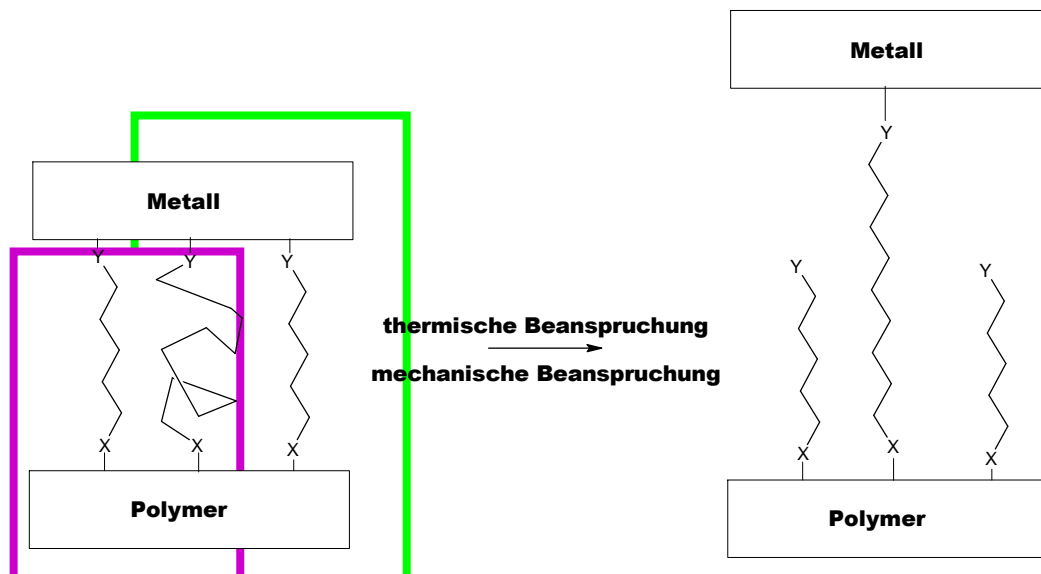 Metall
Y Y Y
X X X
Polymer
thermische Beanspruchung
mechanische Beanspruchung
Metall
Y
Y Y
X X X
Polymer